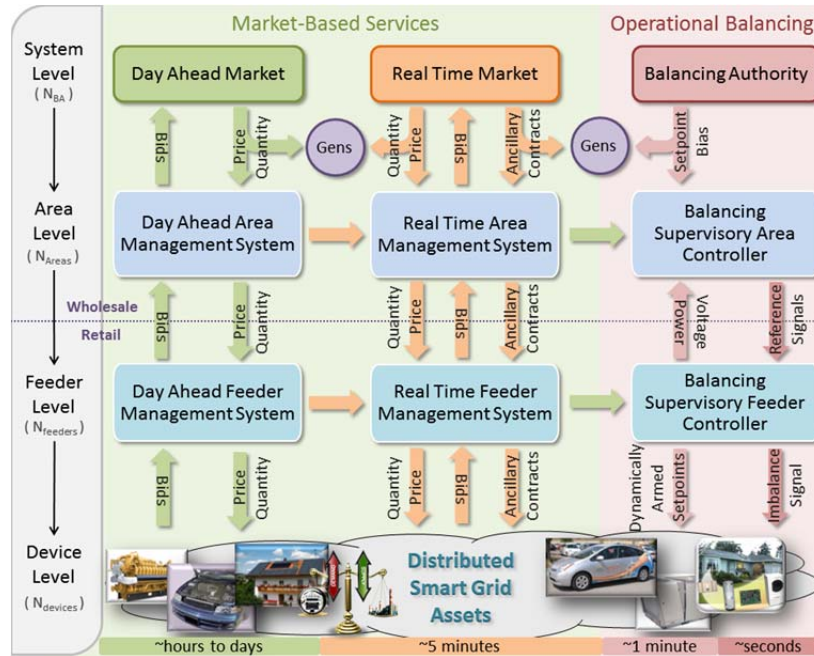 Market-Based Services
Operational Balancing
System
Level
( N_BA )
Day Ahead Market
Real Time Market
Balancing Authority
Bids
Price
Quantity
Gens
Quantity
Price
Bids
Ancillary
Contracts
Gens
Setpoint
Bias
Area
Level
( N_Areas )
Day Ahead Area
Management System
Real Time Area
Management System
Balancing
Supervisory Area
Controller
Wholesale
Retail
Bids
Price
Quantity
Quantity
Price
Bids
Ancillary
Contracts
Power
Voltage
Reference
Signals
Feeder
Level
( N_feeders )
Day Ahead Feeder
Management System
Real Time Feeder
Management System
Balancing
Supervisory Feeder
Controller
Bids
Price
Quantity
Quantity
Price
Bids
Ancillary
Contracts
Dynamically
Armed
Setpoints
Imbalance
Signal
Device
Level
( N_devices )
Distributed
Smart Grid
Assets
~hours to days
~5 minutes
~1 minute
~seconds